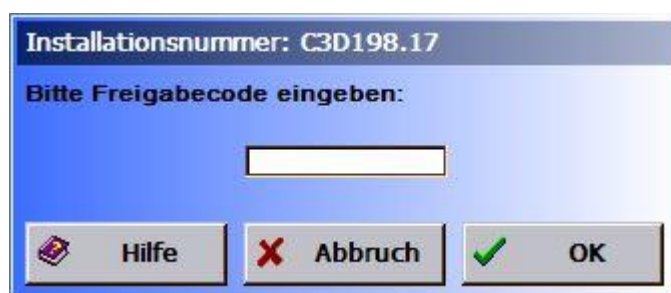 Installationsnummer: C3D198.17
Bitte Freigabecode eingeben:
Hilfe
Abbruch
OK